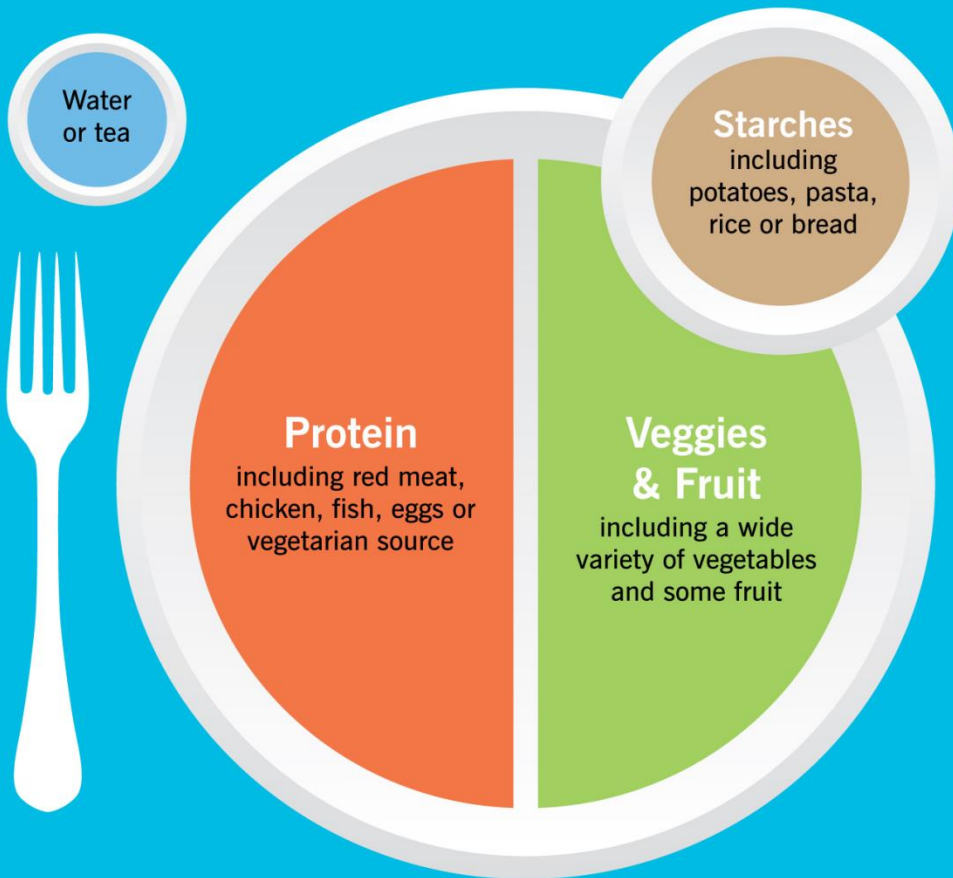 Water
or tea
Starches
including
potatoes, pasta,
rice or bread
Protein
including red meat,
chicken, fish, eggs or
vegetarian source
Veggies
& Fruit
including a wide
variety of vegetables
and some fruit